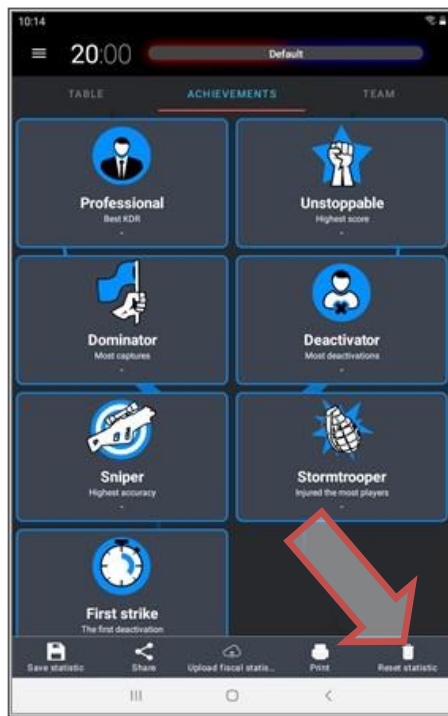 10:14
20:00
Default
TABLE ACHIEVEMENTS TEAM
Professional
Best KDR
-
Unstoppable
Highest score
-
Dominator
Most captures
-
Deactivator
Most deactivations
-
Sniper
Highest accuracy
-
Stormtrooper
Injured the most players
-
First strike
The first deactivation
Save statistic
Share
Upload fiscal statis...
Print
Reset statistic